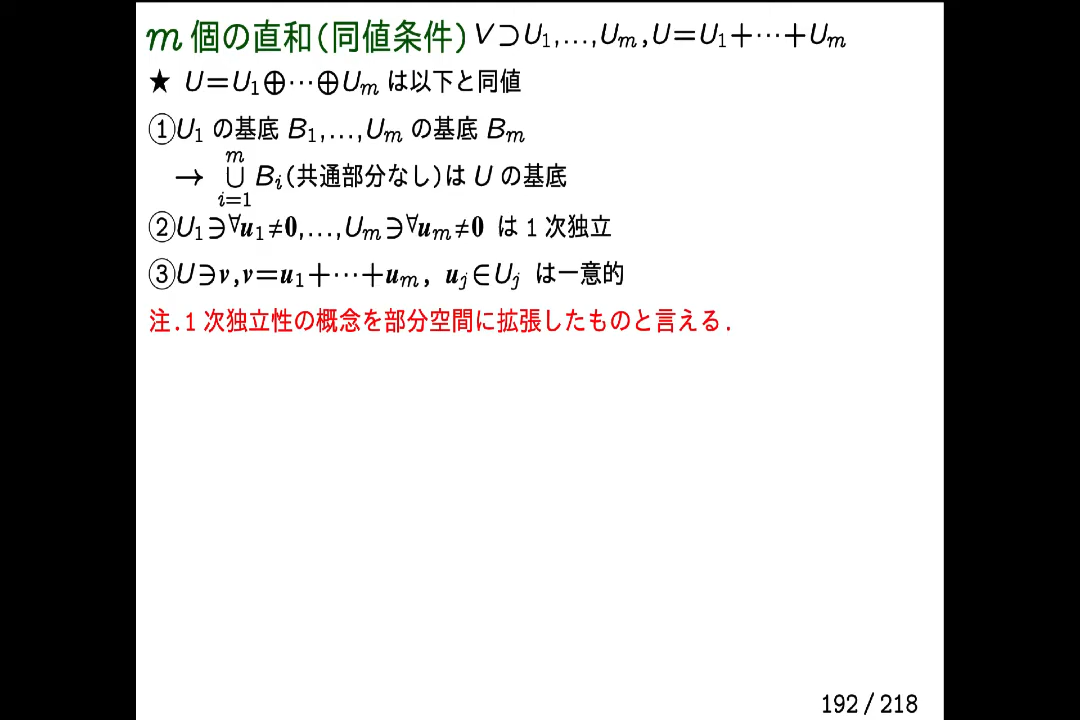 m 個の直和(同値条件) V⊃U₁,…,Uₘ,U=U₁+⋯+Uₘ
★ U=U₁⊕⋯⊕Uₘ は以下と同値
①U₁ の基底 B₁,…,Uₘ の基底 Bₘ
→ ∪_{i=1}^{m} Bᵢ(共通部分なし)は U の基底
②U₁∋∀u₁≠0,…,Uₘ∋∀uₘ≠0 は 1 次独立
③U∋v,v=u₁+⋯+uₘ, uⱼ∈Uⱼ は一意的
注.1 次独立性の概念を部分空間に拡張したものと言える.
192/218